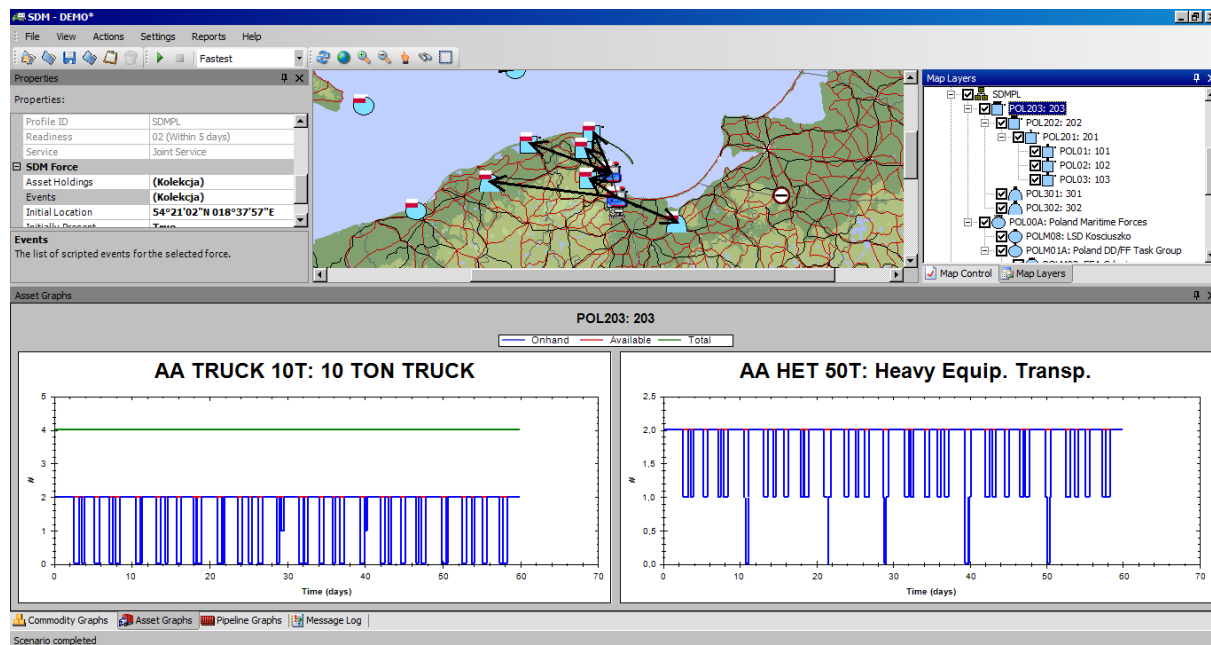 SDM - DEMO*
File View Actions Settings Reports Help
Fastest
Properties
Properties:
Profile ID SDMPL
Readiness 02 (Within 5 days)
Service Joint Service
SDM Force
Asset Holdings (Kolekcja)
Events (Kolekcja)
Initial Location 54°21'02"N 018°37'57"E
Initially Present True
Events
The list of scripted events for the selected force.
Map Layers
SDMPL
POL203: 203
POL202: 202
POL201: 201
POL01: 101
POL02: 102
POL03: 103
POL301: 301
POL302: 302
POL00A: Poland Maritime Forces
POLM08: LSD Kosciuszko
POLM01A: Poland DD/FF Task Group
Map Control Map Layers
Asset Graphs
POL203: 203
Onhand Available Total
AA TRUCK 10T: 10 TON TRUCK
5
4
3
#
2
1
0
0 10 20 30 40 50 60 70
Time (days)
AA HET 50T: Heavy Equip. Transp.
2,5
2,0
1,5
#
1,0
0,5
0,0
0 10 20 30 40 50 60 70
Time (days)
Commodity Graphs Asset Graphs Pipeline Graphs Message Log
Scenario completed